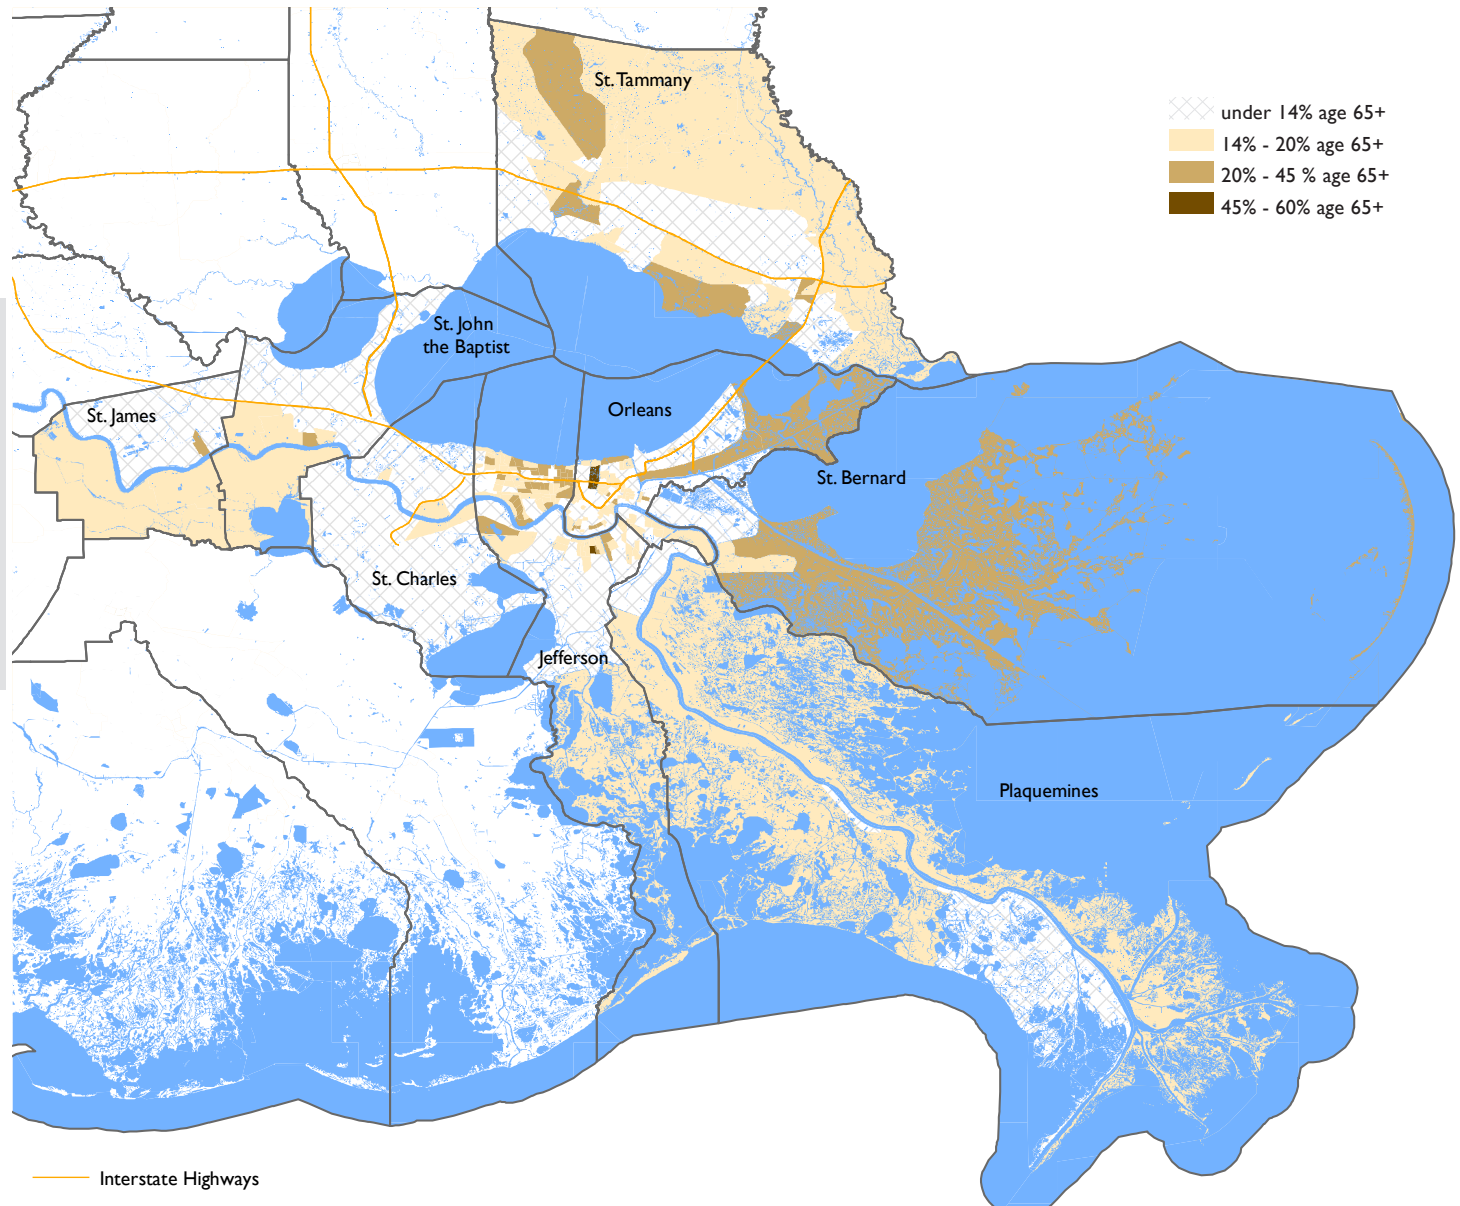 St. Tammany
under 14% age 65+
14% - 20% age 65+
20% - 45 % age 65+
45% - 60% age 65+
St. John
the Baptist
St. James
Orleans
St. Bernard
St. Charles
Jefferson
Plaquemines
Interstate Highways